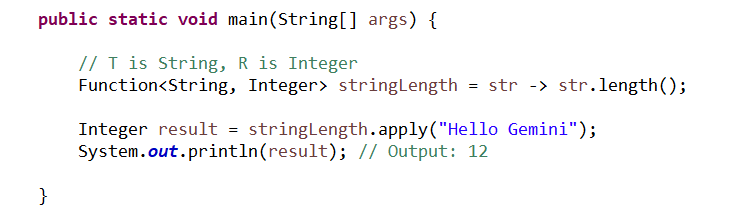 public static void main(String[] args) {
// T is String, R is Integer
Function<String, Integer> stringLength = str -> str.length();
Integer result = stringLength.apply("Hello Gemini");
System.out.println(result); // Output: 12
}